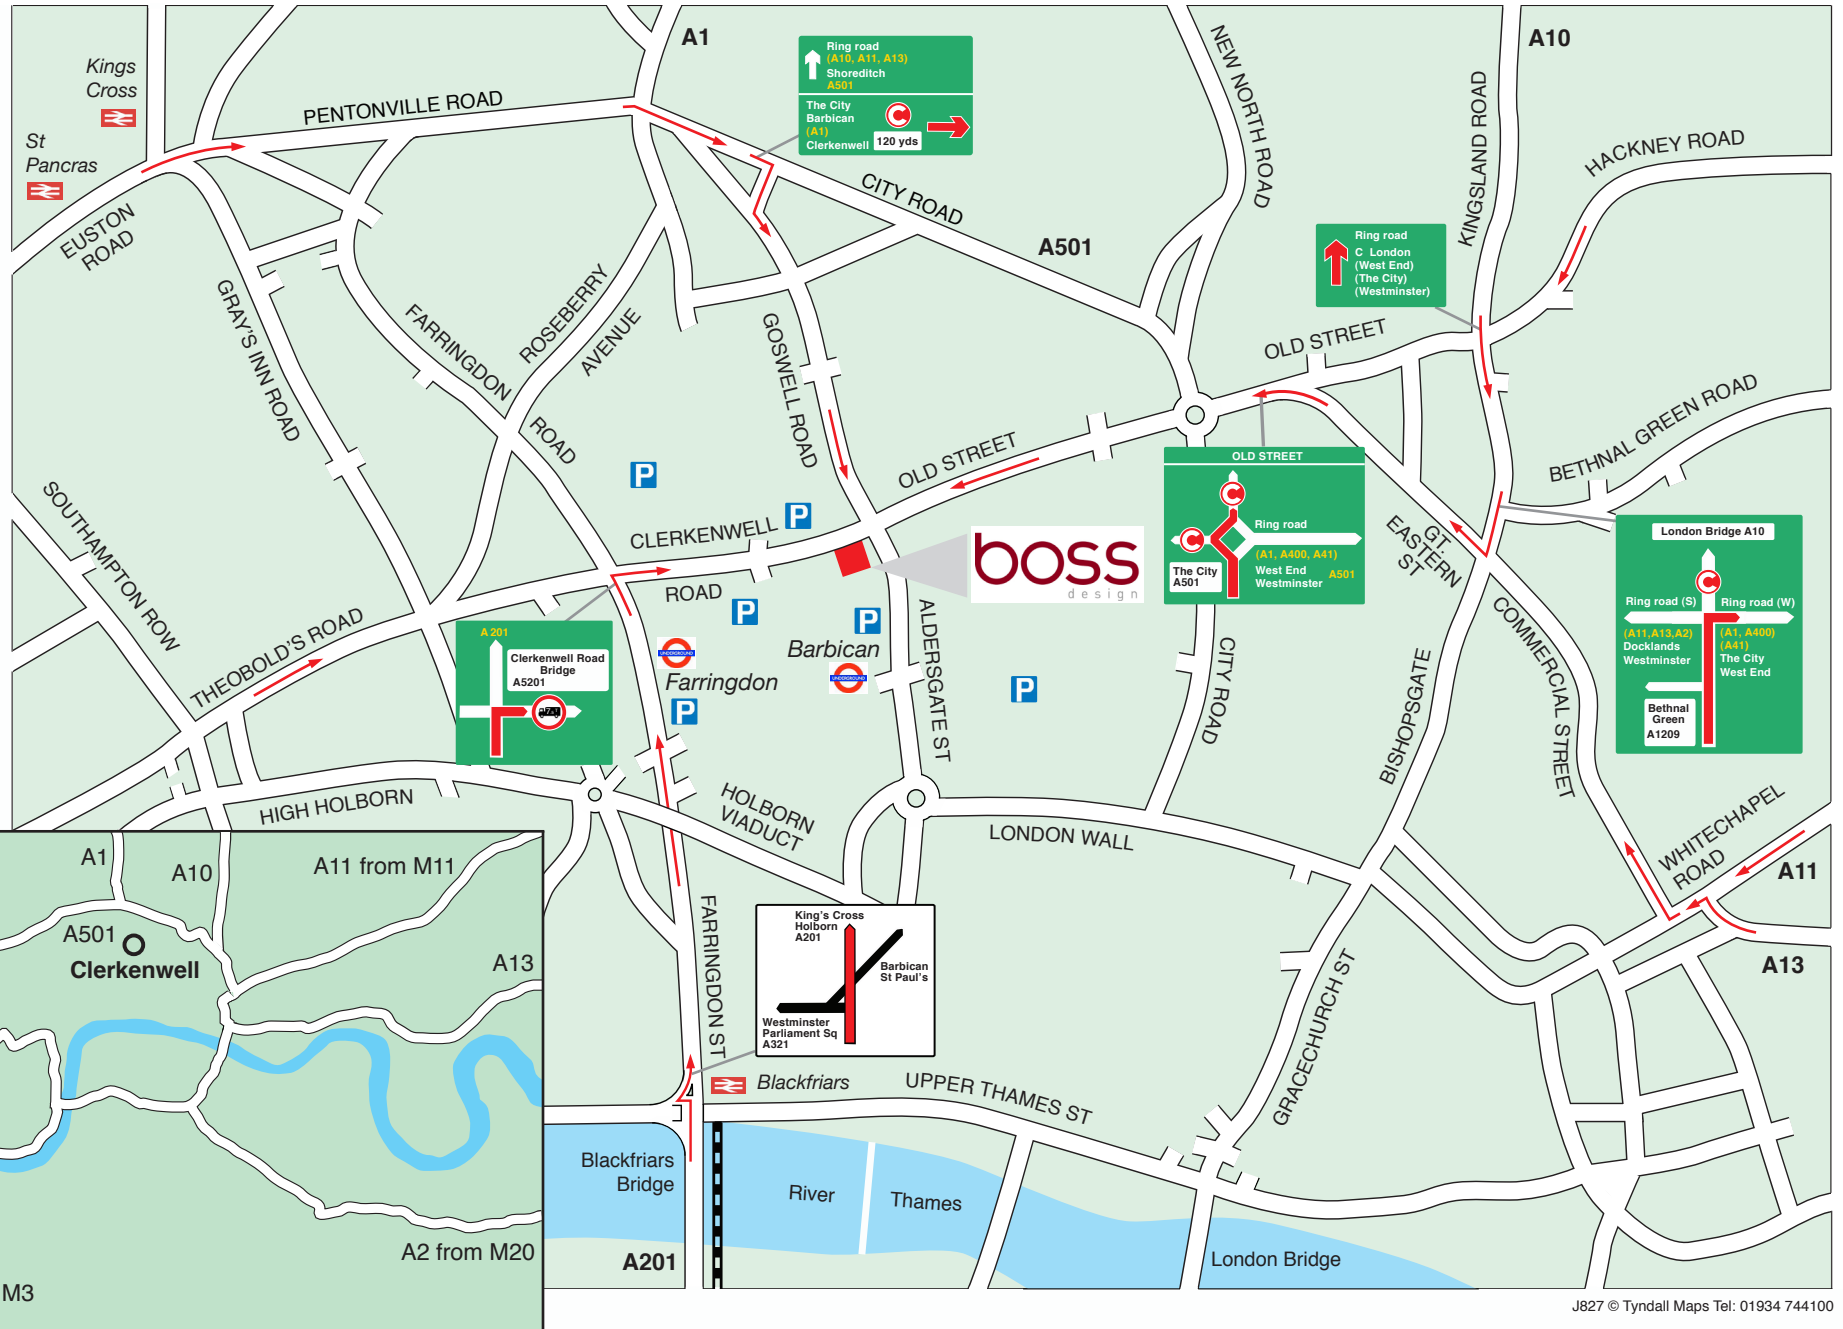 Kings
Cross
St
Pancras
EUSTON
ROAD
PENTONVILLE ROAD
A1
Ring road
(A10, A11, A13)
Shoreditch
A501
The City
Barbican
(A1)
Clerkenwell
C
120 yds
CITY ROAD
A501
NEW NORTH ROAD
A10
KINGSLAND ROAD
HACKNEY ROAD
Ring road
C London
(West End)
(The City)
(Westminster)
OLD STREET
BETHNAL GREEN ROAD
GRAY'S INN ROAD
FARRINGDON
ROAD
ROSEBERRY
AVENUE
GOSWELL ROAD
OLD STREET
P
P
CLERKENWELL
ROAD
P
P
P
P
boss
design
OLD STREET
C
C
Ring road
(A1, A400, A41)
West End
Westminster
A501
The City
A501
GT.
EASTERN
ST
London Bridge A10
C
Ring road (S)
Ring road (W)
(A11,A13,A2)
Docklands
Westminster
(A1, A400)
(A41)
The City
West End
Bethnal
Green
A1209
SOUTHAMPTON ROW
THEOBOLD'S ROAD
A 201
Clerkenwell Road
Bridge
A5201
UNDERGROUND
Farringdon
Barbican
UNDERGROUND
ALDERSGATE ST
CITY ROAD
BISHOPSGATE
COMMERCIAL STREET
HIGH HOLBORN
HOLBORN
VIADUCT
LONDON WALL
WHITECHAPEL
ROAD
A11
A13
FARRINGDON ST
King's Cross
Holborn
A201
Barbican
St Paul's
Westminster
Parliament Sq
A321
Blackfriars
UPPER THAMES ST
GRACECHURCH ST
Blackfriars
Bridge
River
Thames
A201
London Bridge
A1
A10
A11 from M11
A501
Clerkenwell
A13
A2 from M20
M3
J827 © Tyndall Maps Tel: 01934 744100